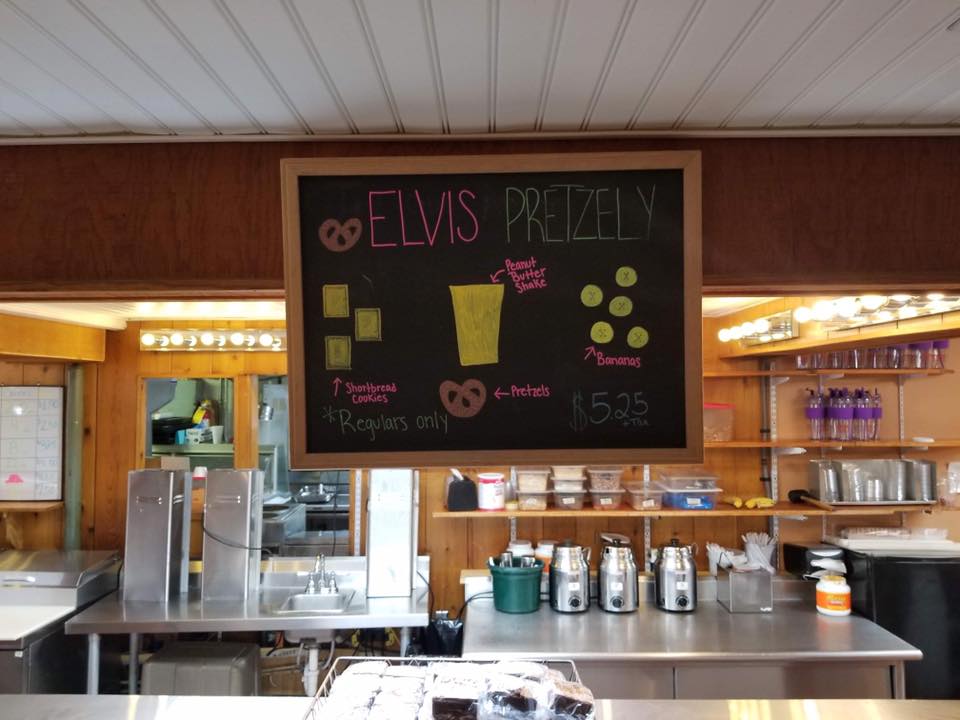 ELVIS PRETZELY
Peanut
Butter
Shake
Bananas
Shortbread
Cookies
Pretzels
*Regulars only
$5.25
+ Tax